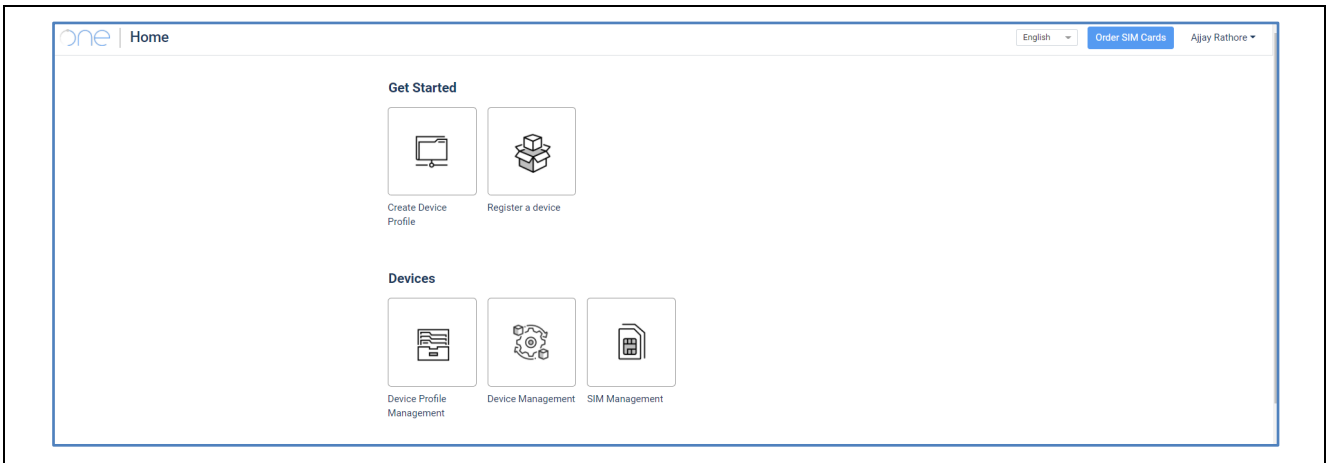 one Home English Order SIM Cards Ajjay Rathore
Get Started
Create Device Register a device
Profile
Devices
Device Profile Device Management SIM Management
Management